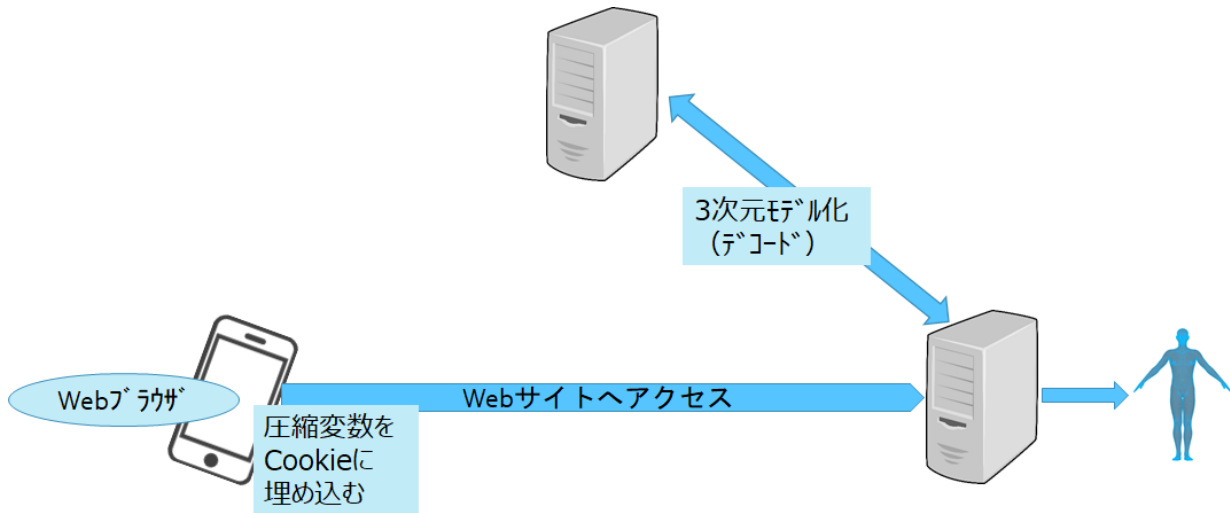 3次元ﾓﾃﾞﾙ化
(ﾃﾞｺｰﾄﾞ)
Webﾌﾞﾗｳｻﾞ
Webサイトへアクセス
圧縮変数を
Cookieに
埋め込む